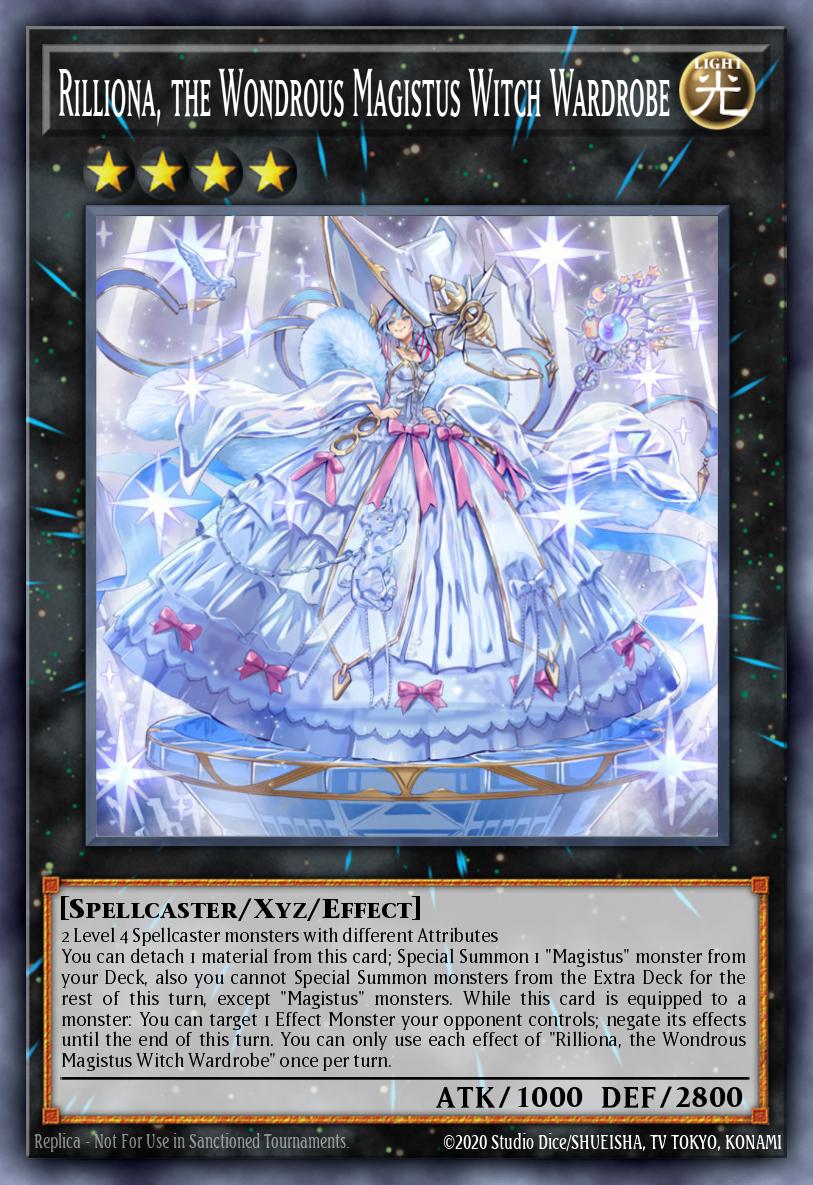 Rilliona, the Wondrous Magistus Witch Wardrobe
LIGHT
光
[Spellcaster/Xyz/Effect]
2 Level 4 Spellcaster monsters with different Attributes
You can detach 1 material from this card; Special Summon 1 "Magistus" monster from
your Deck, also you cannot Special Summon monsters from the Extra Deck for the
rest of this turn, except "Magistus" monsters. While this card is equipped to a
monster: You can target 1 Effect Monster your opponent controls; negate its effects
until the end of this turn. You can only use each effect of "Rilliona, the Wondrous
Magistus Witch Wardrobe" once per turn.
ATK/1000 DEF/2800
Replica - Not For Use in Sanctioned Tournaments.
©2020 Studio Dice/SHUEISHA, TV TOKYO, KONAMI